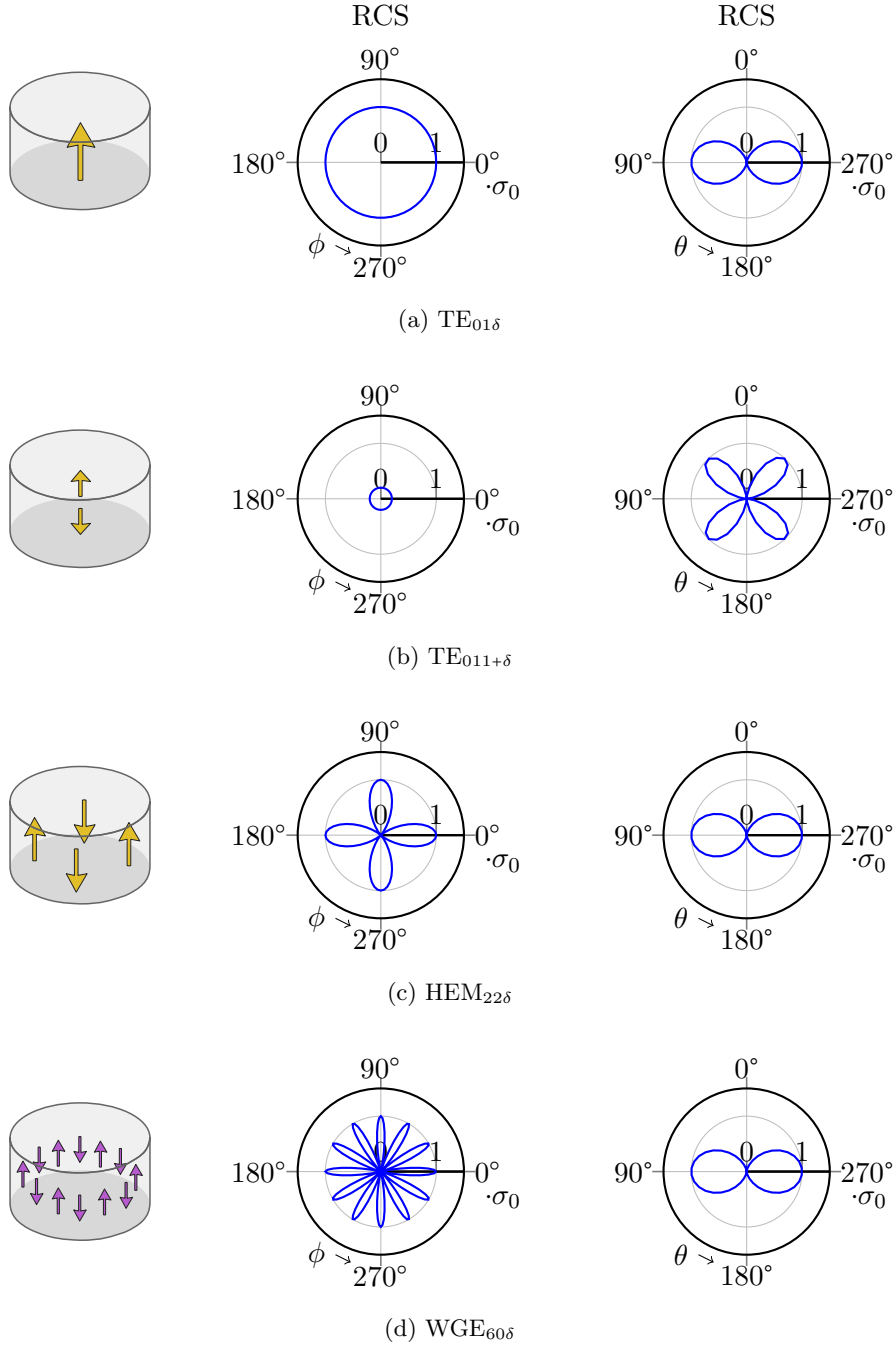 RCS RCS
90° 0°
180° 0 1 0° 90° 0 1 270°
·σ₀ ·σ₀
ϕ → 270° θ → 180°
(a) TE₀₁δ
90° 0°
180° 0 1 0° 90° 0 1 270°
·σ₀ ·σ₀
ϕ → 270° θ → 180°
(b) TE₀₁₁₊δ
90° 0°
180° 0 1 0° 90° 0 1 270°
·σ₀ ·σ₀
ϕ → 270° θ → 180°
(c) HEM₂₂δ
90° 0°
180° 0 1 0° 90° 0 1 270°
·σ₀ ·σ₀
ϕ → 270° θ → 180°
(d) WGE₆₀δ